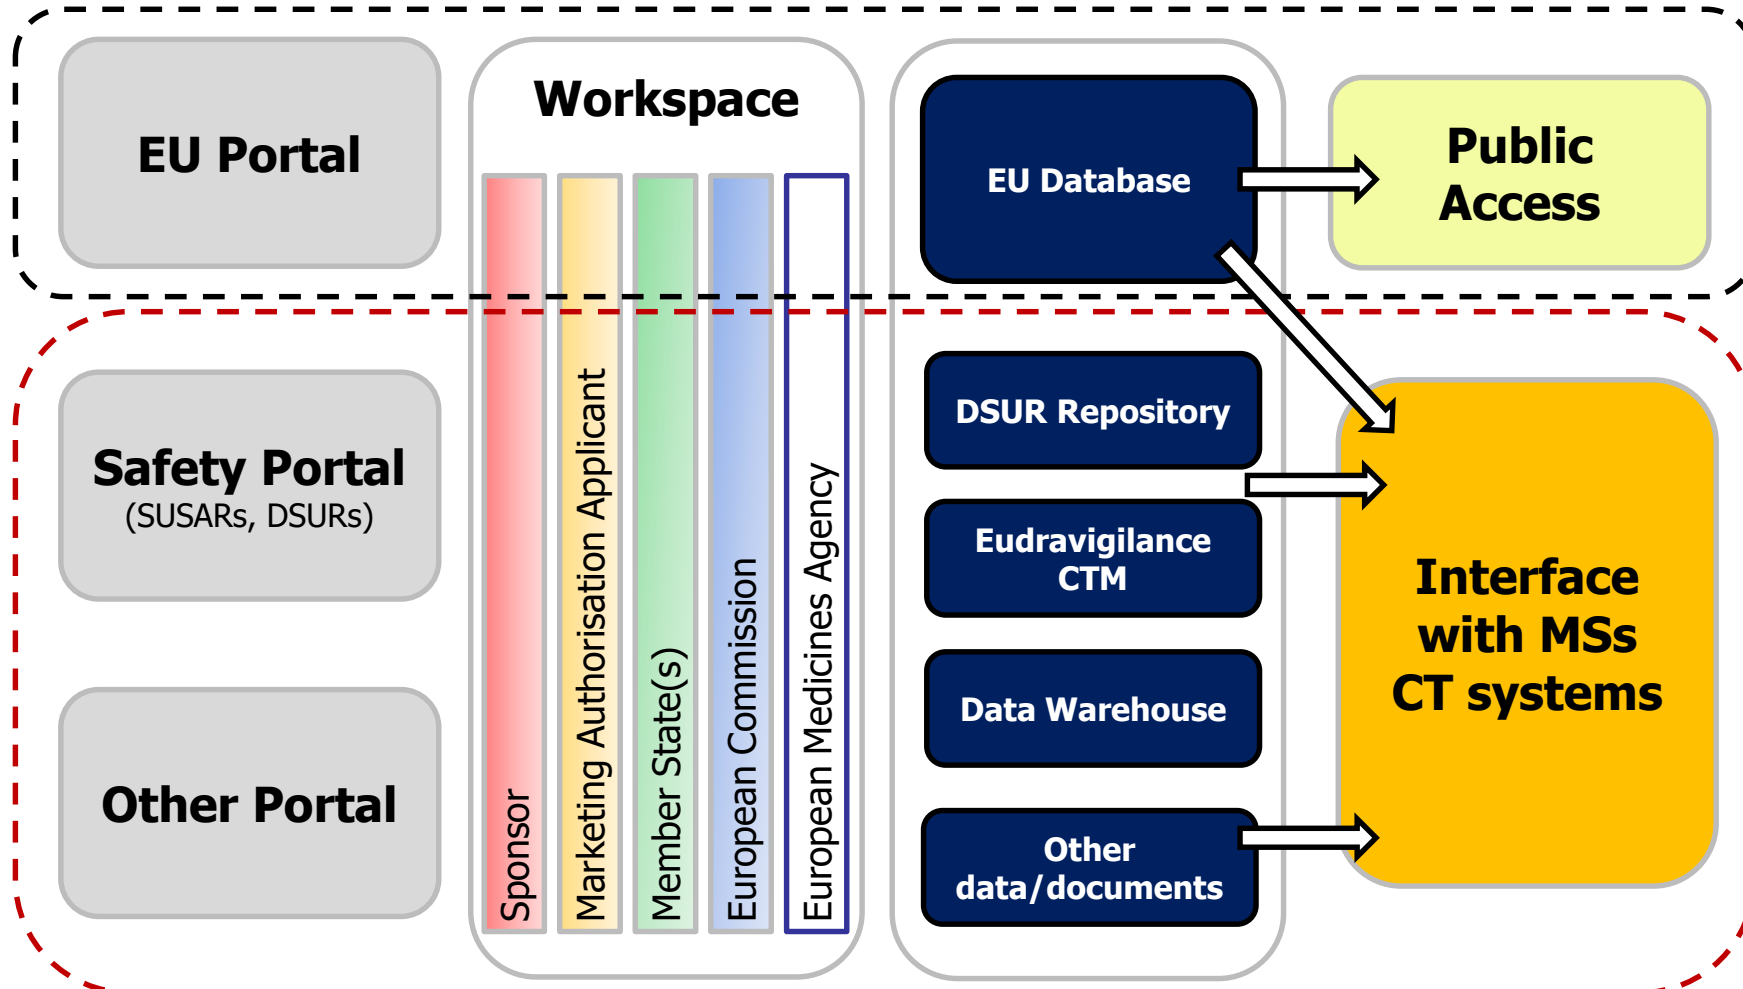 EU Portal
Safety Portal
(SUSARs, DSURs)
Other Portal
Workspace
Sponsor
Marketing Authorisation Applicant
Member State(s)
European Commission
European Medicines Agency
EU Database
DSUR Repository
Eudravigilance
CTM
Data Warehouse
Other
data/documents
Public
Access
Interface
with MSs
CT systems